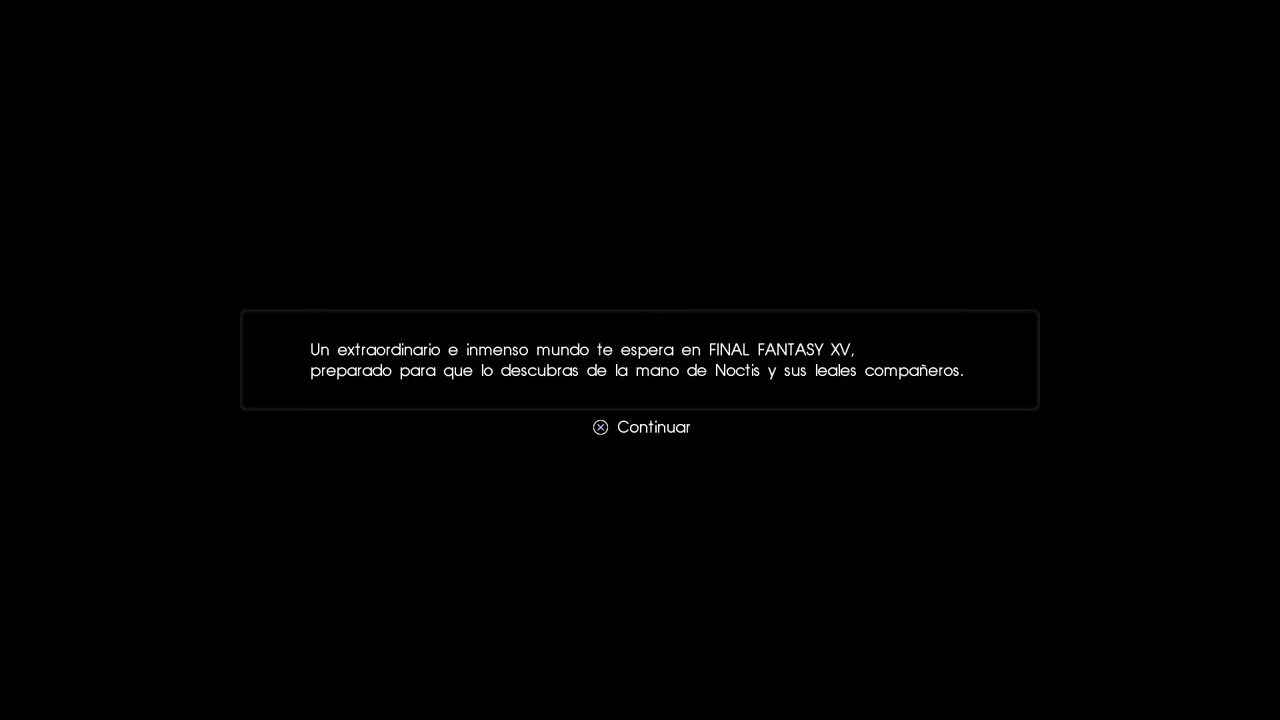 Un extraordinario e inmenso mundo te espera en FINAL FANTASY XV,
preparado para que lo descubras de la mano de Noctis y sus leales compañeros.
Continuar